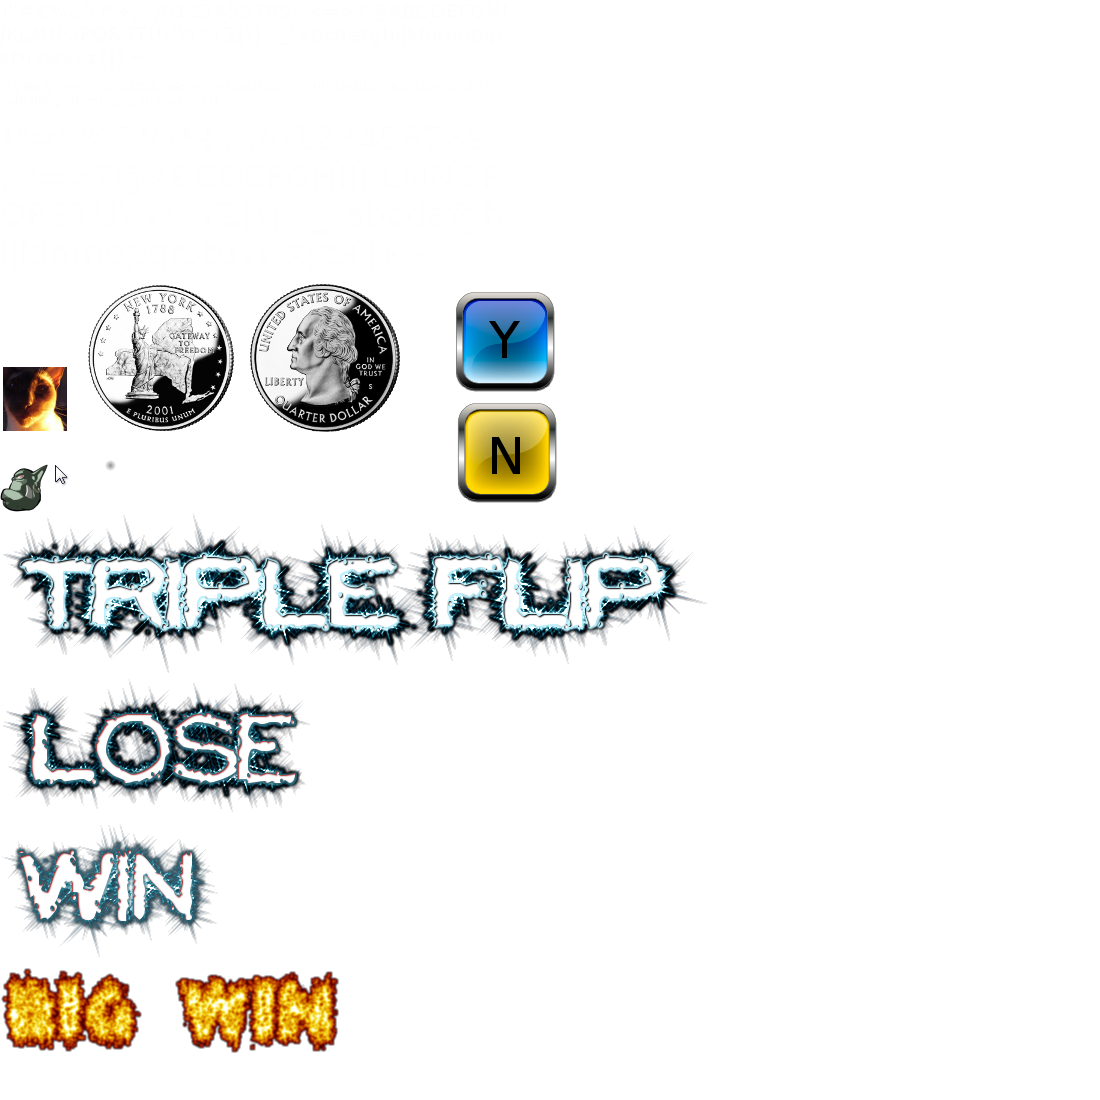 NEW YORK
1788
GATEWAY
TO
FREEDOM
2001
E PLURIBUS UNUM
UNITED STATES OF AMERICA
LIBERTY
IN
GOD WE
TRUST
S
QUARTER DOLLAR
Y
N
TRIPLE FLIP
LOSE
WIN
BIG WIN